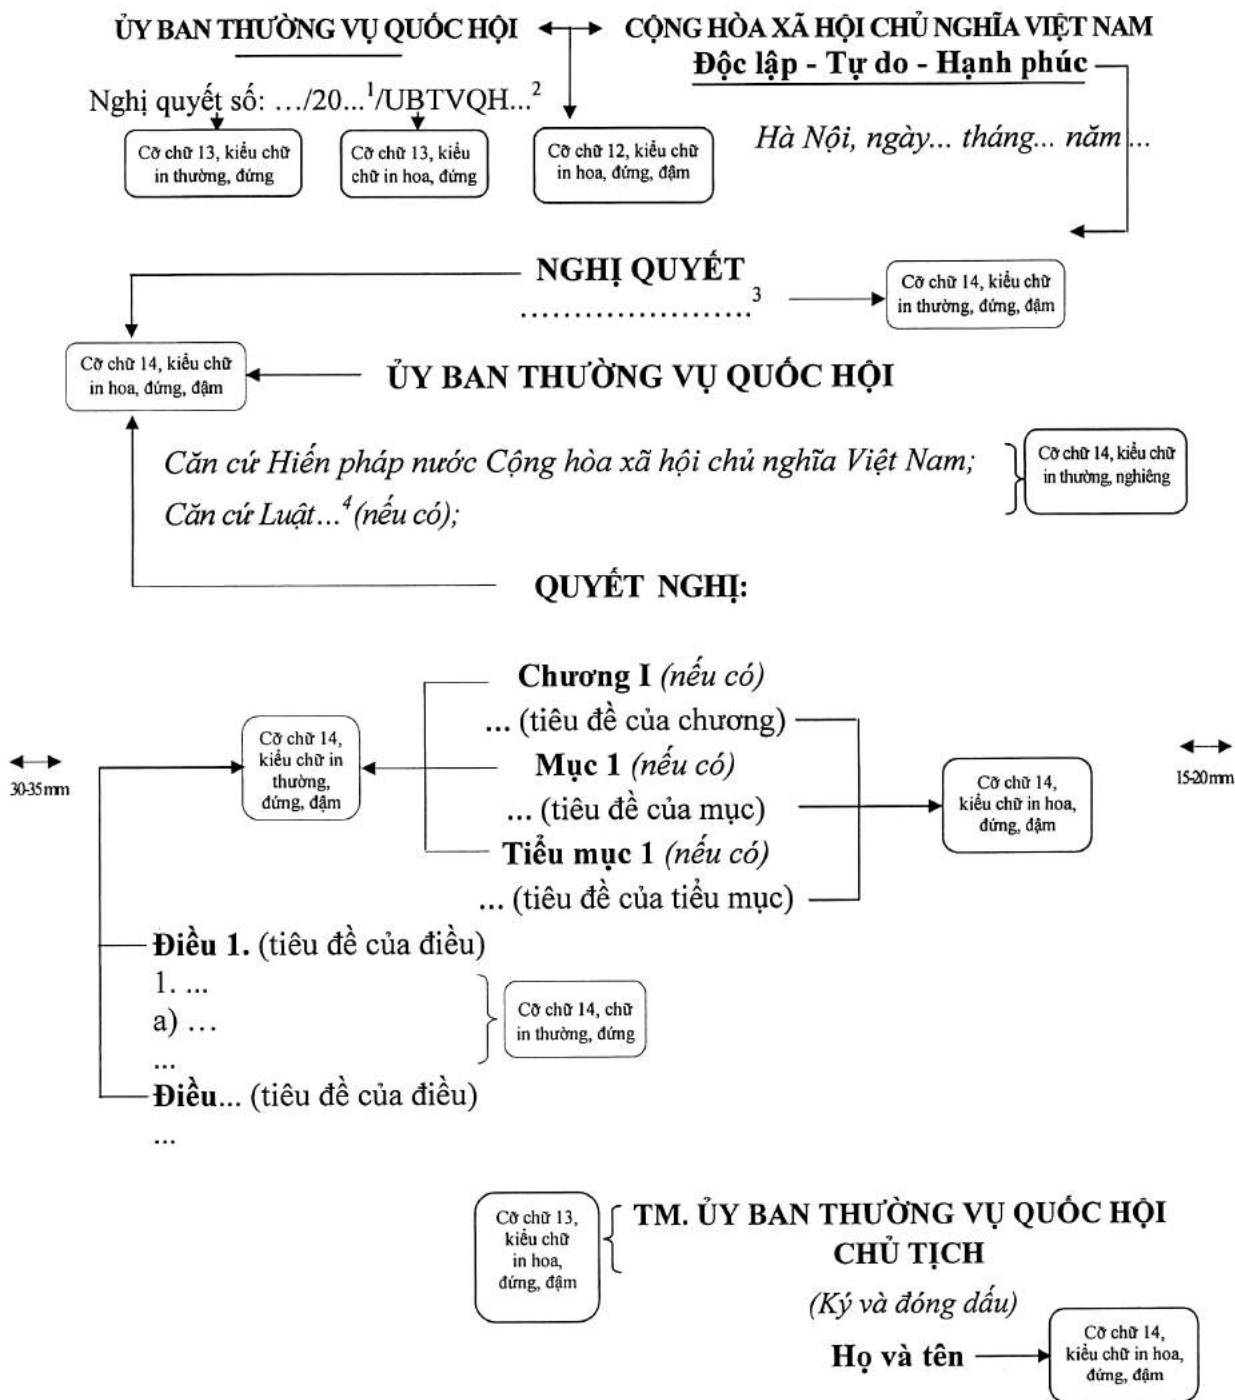 ỦY BAN THƯỜNG VỤ QUỐC HỘI
CỘNG HÒA XÃ HỘI CHỦ NGHĨA VIỆT NAM
Độc lập - Tự do - Hạnh phúc
Nghị quyết số: .../20...¹/UBTVQH...²
Hà Nội, ngày... tháng... năm ...
Cỡ chữ 13, kiểu chữ
in thường, đứng
Cỡ chữ 13, kiểu
chữ in hoa, đứng
Cỡ chữ 12, kiểu chữ
in hoa, đứng, đậm
NGHỊ QUYẾT
.....................³
Cỡ chữ 14, kiểu chữ
in thường, đứng, đậm
Cỡ chữ 14, kiểu chữ
in hoa, đứng, đậm
ỦY BAN THƯỜNG VỤ QUỐC HỘI
Căn cứ Hiến pháp nước Cộng hòa xã hội chủ nghĩa Việt Nam;
Căn cứ Luật...⁴ (nếu có);
Cỡ chữ 14, kiểu chữ
in thường, nghiêng
QUYẾT NGHỊ:
Chương I (nếu có)
... (tiêu đề của chương)
Mục 1 (nếu có)
... (tiêu đề của mục)
Tiểu mục 1 (nếu có)
... (tiêu đề của tiểu mục)
Cỡ chữ 14,
kiểu chữ in
thường,
đứng, đậm
30-35mm
15-20mm
Cỡ chữ 14,
kiểu chữ in hoa,
đứng, đậm
Điều 1. (tiêu đề của điều)
1. ...
a) ...
...
Cỡ chữ 14, chữ
in thường, đứng
Điều... (tiêu đề của điều)
...
Cỡ chữ 13,
kiểu chữ
in hoa,
đứng, đậm
TM. ỦY BAN THƯỜNG VỤ QUỐC HỘI
CHỦ TỊCH
(Ký và đóng dấu)
Họ và tên
Cỡ chữ 14,
kiểu chữ in hoa,
đứng, đậm